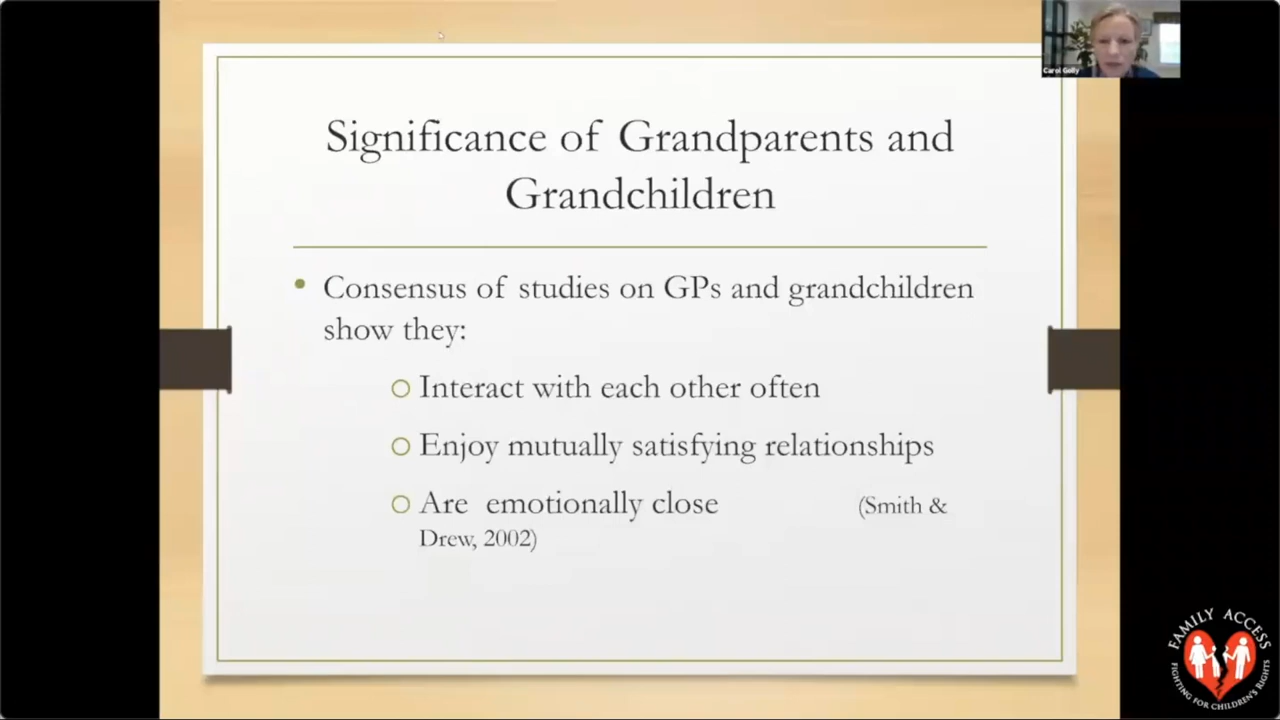 Carol Golly
Significance of Grandparents and
Grandchildren
• Consensus of studies on GPs and grandchildren
show they:
o Interact with each other often
o Enjoy mutually satisfying relationships
o Are emotionally close (Smith &
Drew, 2002)
FAMILY ACCESS
FIGHTING FOR CHILDREN'S RIGHTS